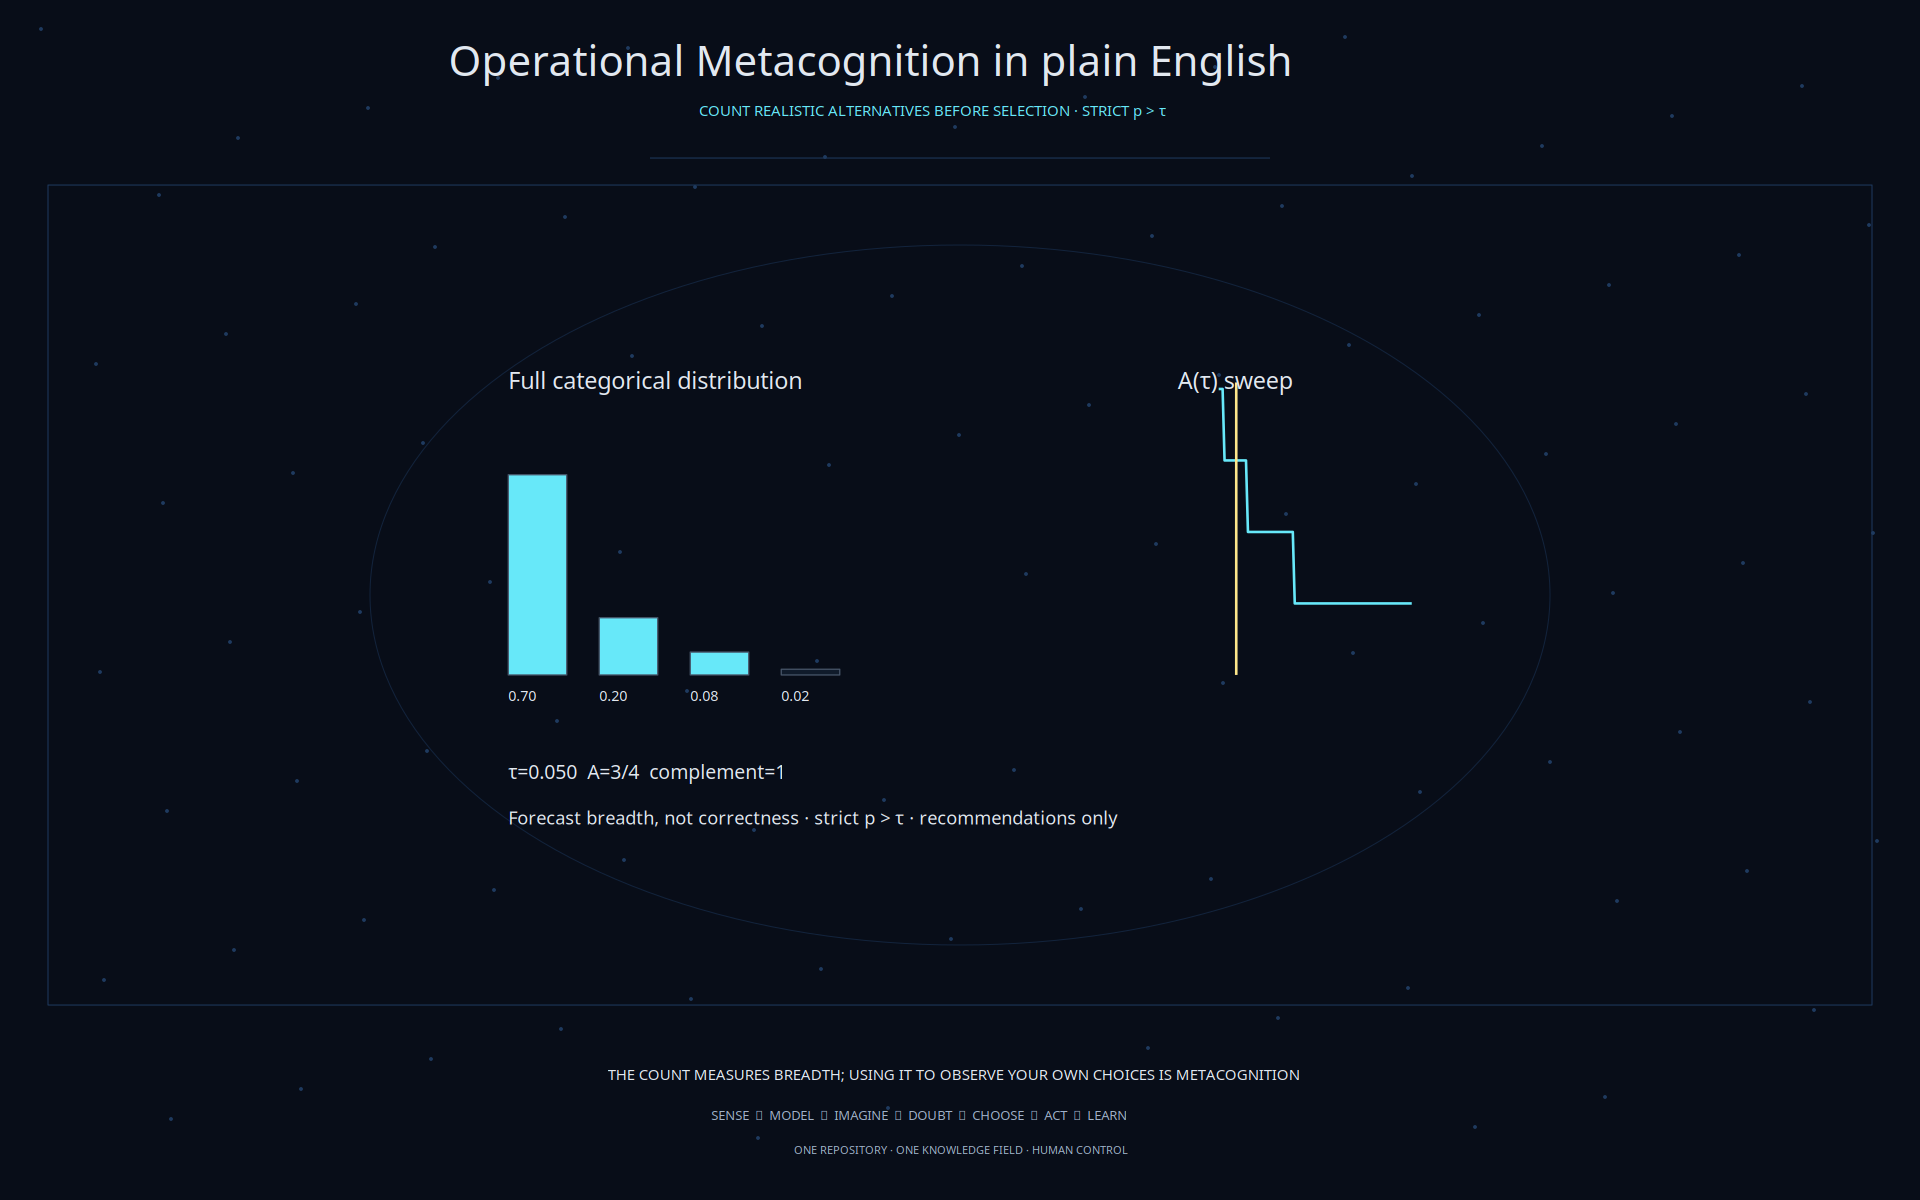 Operational Metacognition in plain English
COUNT REALISTIC ALTERNATIVES BEFORE SELECTION · STRICT p > τ
Full categorical distribution
A(τ) sweep
0.70 0.20 0.08 0.02
τ=0.050 A=3/4 complement=1
Forecast breadth, not correctness · strict p > τ · recommendations only
THE COUNT MEASURES BREADTH; USING IT TO OBSERVE YOUR OWN CHOICES IS METACOGNITION
SENSE ▯ MODEL ▯ IMAGINE ▯ DOUBT ▯ CHOOSE ▯ ACT ▯ LEARN
ONE REPOSITORY · ONE KNOWLEDGE FIELD · HUMAN CONTROL